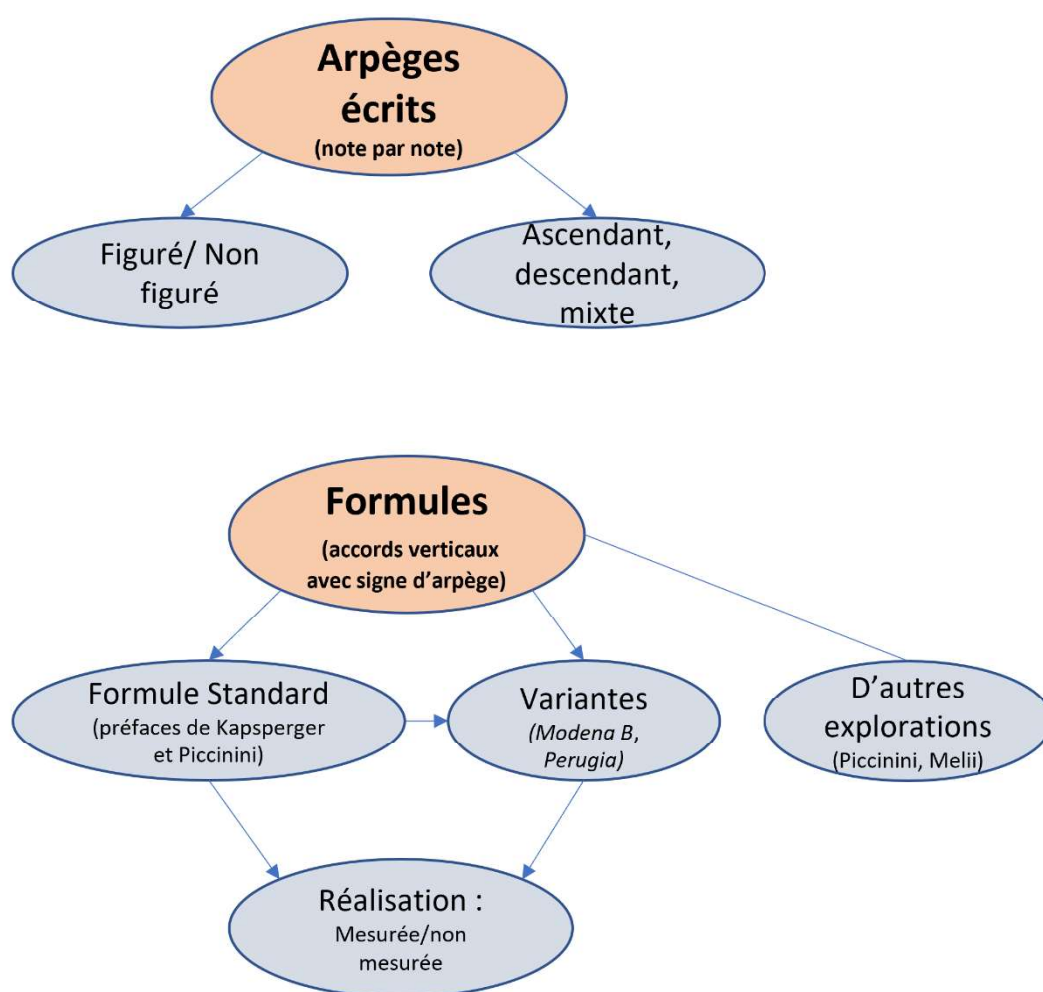 Arpèges
écrits
(note par note)
Figuré/ Non
figuré
Ascendant,
descendant,
mixte
Formules
(accords verticaux
avec signe d'arpège)
Formule Standard
(préfaces de Kapsperger
et Piccinini)
Variantes
(Modena B,
Perugia)
D'autres
explorations
(Piccinini, Melii)
Réalisation :
Mesurée/non
mesurée